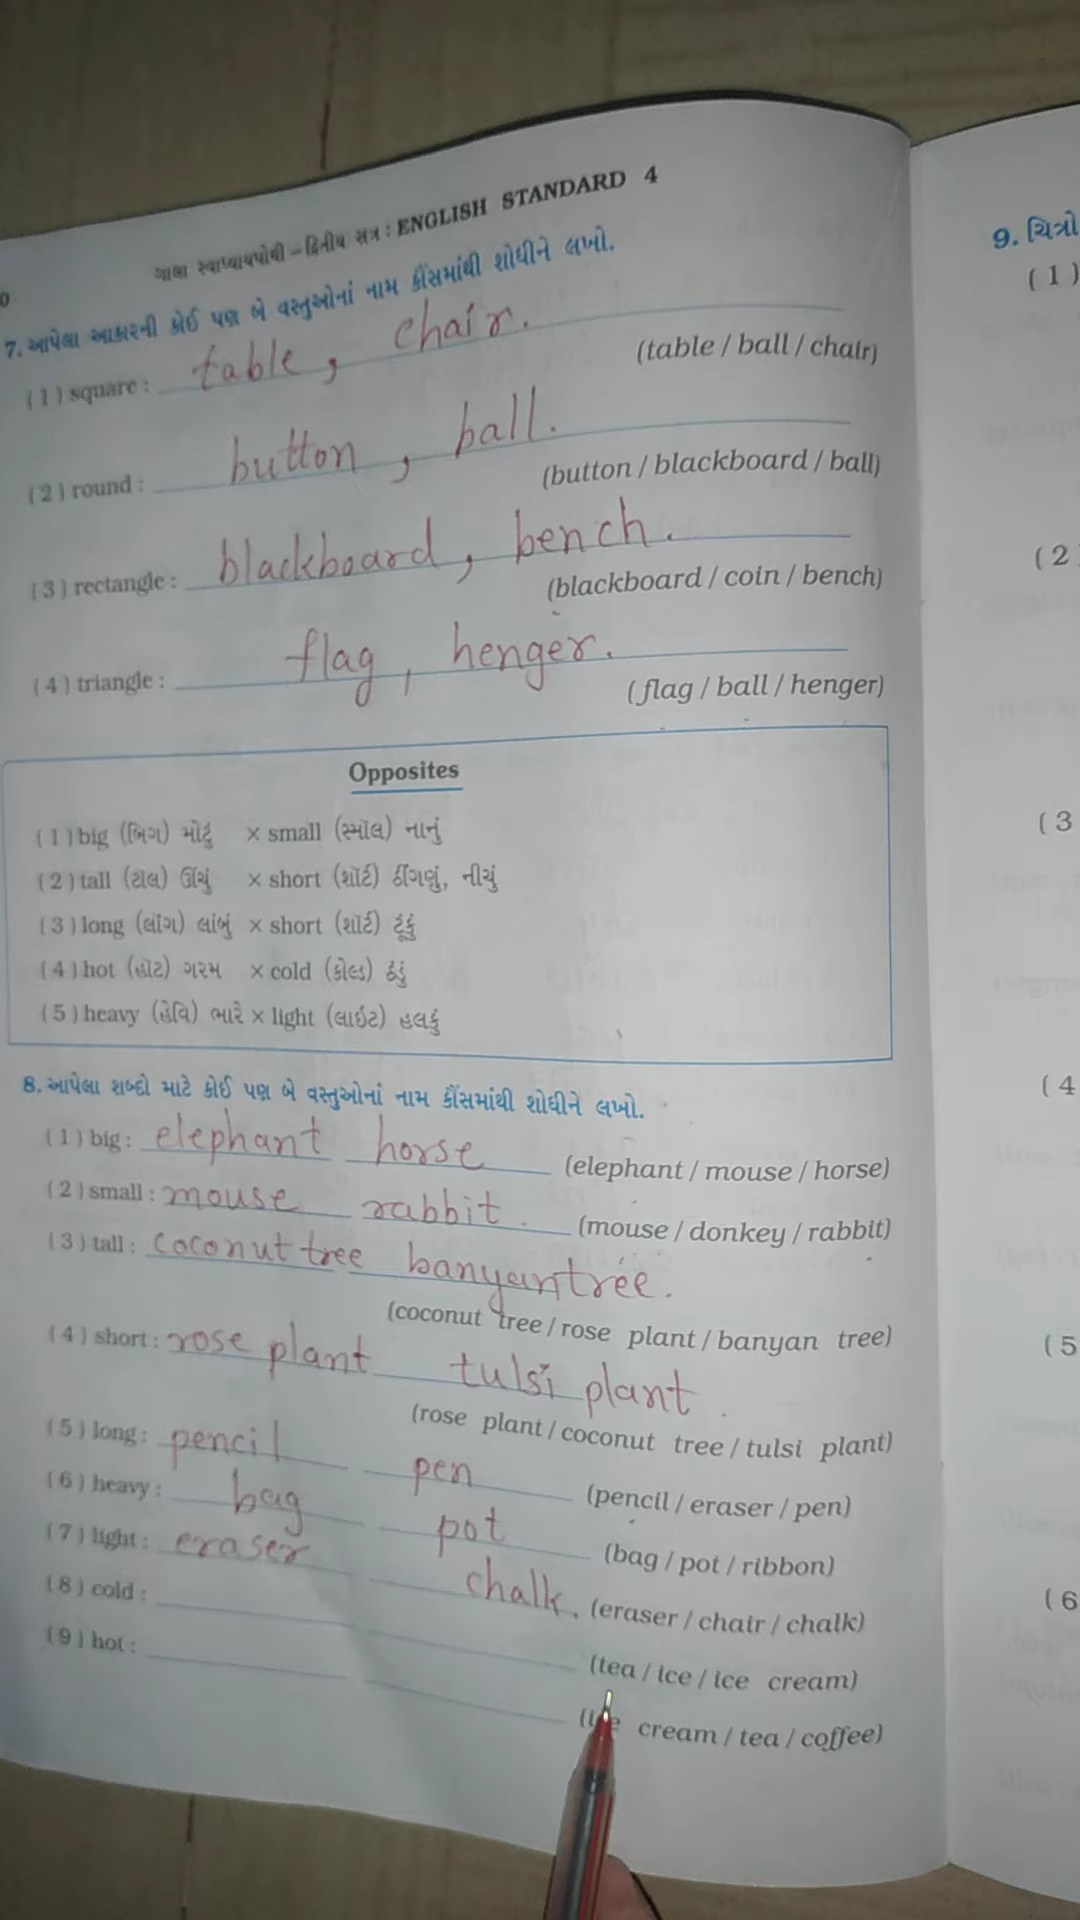 ગાલા સ્વાધ્યાયપોથી – દ્વિતીય સત્ર : ENGLISH STANDARD 4
7. આપેલા આકારની કોઈ પણ બે વસ્તુઓનાં નામ કૌંસમાંથી શોધીને લખો.
(1) square : table, chair.
(table / ball / chair)
(2) round : button, ball.
(button / blackboard / ball)
(3) rectangle : blackboard, bench.
(blackboard / coin / bench)
(4) triangle : flag, henger.
(flag / ball / henger)
Opposites
(1) big (બિગ) મોટું × small (સ્મૉલ) નાનું
(2) tall (ટૉલ) ઊંચું × short (શૉર્ટ) ઠીંગણું, નીચું
(3) long (લૉંગ) લાંબું × short (શૉર્ટ) ટૂંકું
(4) hot (હૉટ) ગરમ × cold (કોલ્ડ) ઠંડું
(5) heavy (હેવિ) ભારે × light (લાઇટ) હલકું
8. આપેલા શબ્દો માટે કોઈ પણ બે વસ્તુઓનાં નામ કૌંસમાંથી શોધીને લખો.
(1) big : elephant horse (elephant / mouse / horse)
(2) small : mouse rabbit. (mouse / donkey / rabbit)
(3) tall : coconut tree banyantree.
(coconut tree / rose plant / banyan tree)
(4) short : rose plant tulsi plant.
(rose plant / coconut tree / tulsi plant)
(5) long : pencil pen (pencil / eraser / pen)
(6) heavy : bag pot (bag / pot / ribbon)
(7) light : eraser chalk. (eraser / chair / chalk)
(8) cold : (tea / ice / ice cream)
(9) hot : cream / tea / coffee)
9. ચિત્રો
(1)
(2
(3
(4
(5
(6